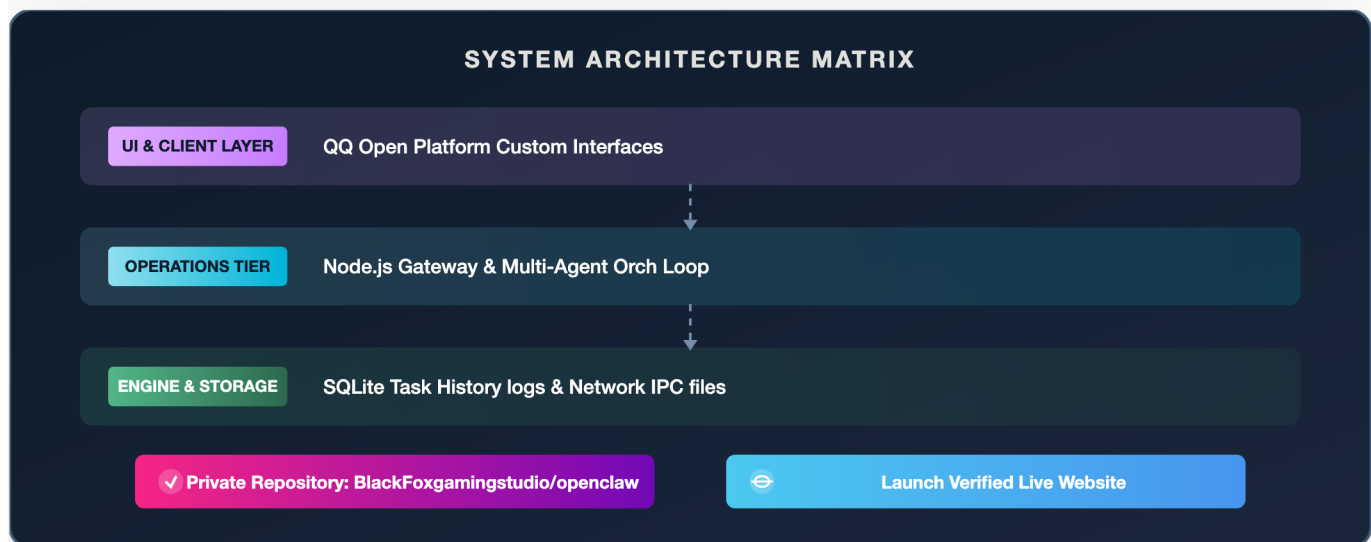 SYSTEM ARCHITECTURE MATRIX
UI & CLIENT LAYER
QQ Open Platform Custom Interfaces
OPERATIONS TIER
Node.js Gateway & Multi-Agent Orch Loop
ENGINE & STORAGE
SQLite Task History logs & Network IPC files
Private Repository: BlackFoxgamingstudio/openclaw
Launch Verified Live Website